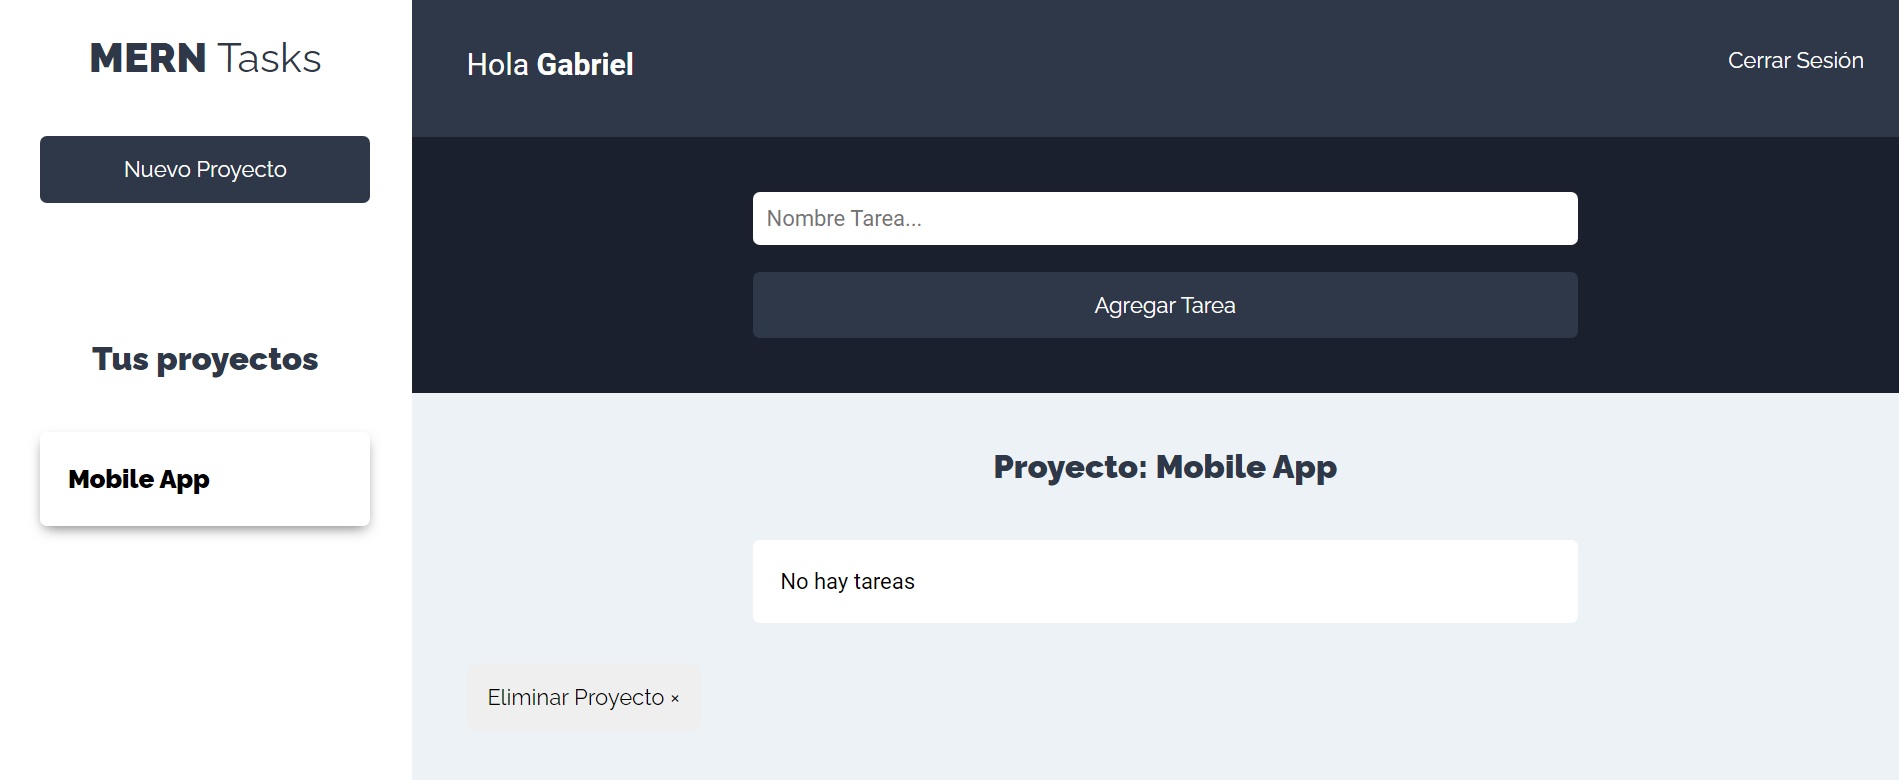 MERN Tasks
Nuevo Proyecto
Tus proyectos
Mobile App
Hola Gabriel
Cerrar Sesión
Nombre Tarea...
Agregar Tarea
Proyecto: Mobile App
No hay tareas
Eliminar Proyecto ×